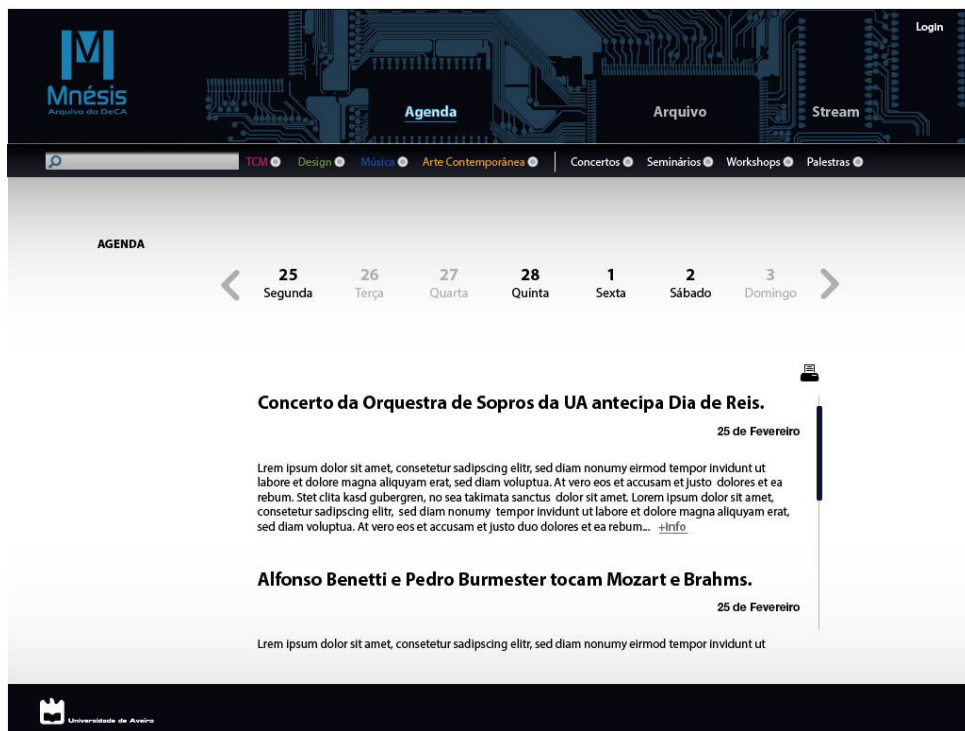 Login
Mnésis
Arquivo do DeCA
Agenda
Arquivo
Stream
TCM Design Música Arte Contemporânea Concertos Seminários Workshops Palestras
AGENDA
25 26 27 28 1 2 3
Segunda Terça Quarta Quinta Sexta Sábado Domingo
Concerto da Orquestra de Sopros da UA antecipa Dia de Reis.
25 de Fevereiro
Lrem ipsum dolor sit amet, consetetur sadipscing elitr, sed diam nonumy eirmod tempor invidunt ut
labore et dolore magna aliquyam erat, sed diam voluptua. At vero eos et accusam et justo dolores et ea
rebum. Stet clita kasd gubergren, no sea takimata sanctus dolor sit amet. Lorem ipsum dolor sit amet,
consetetur sadipscing elitr, sed diam nonumy tempor invidunt ut labore et dolore magna aliquyam erat,
sed diam voluptua. At vero eos et accusam et justo duo dolores et ea rebum... +Info
Alfonso Benetti e Pedro Burmester tocam Mozart e Brahms.
25 de Fevereiro
Lrem ipsum dolor sit amet, consetetur sadipscing elitr, sed diam nonumy eirmod tempor invidunt ut
Universidade de Aveiro